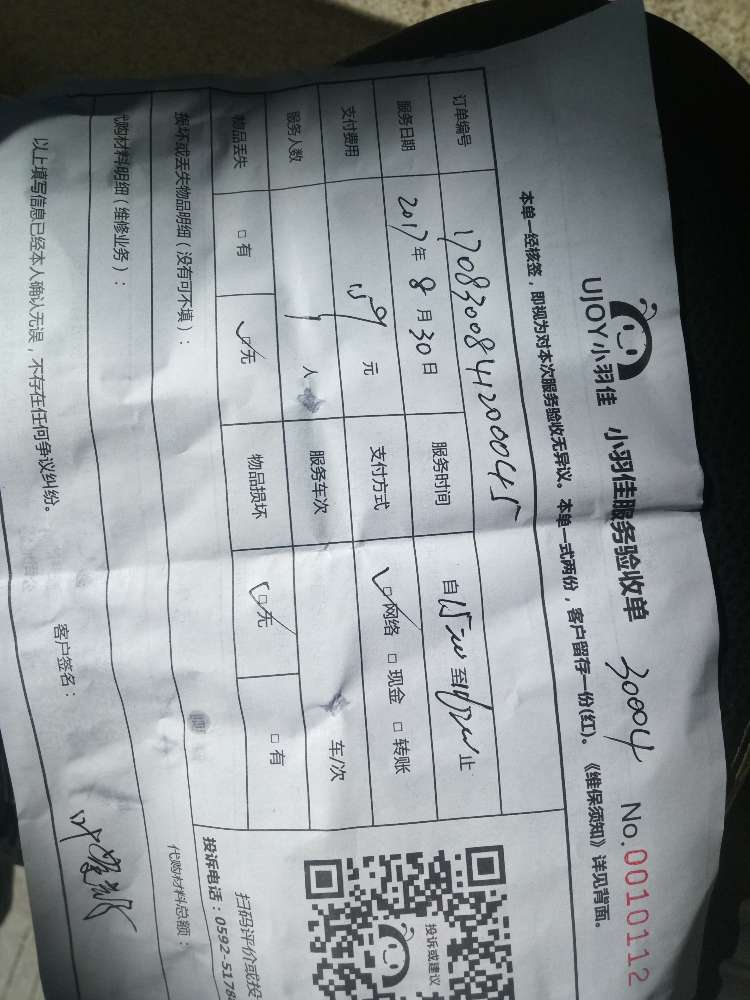 UJOY小羽佳 小羽佳服务验收单 30004 No.0010112
本单一经核签，即视为对本次服务验收无异议。本单一式两份，客户留存一份(红)。《维保须知》详见背面。
订单编号 170830084200045
服务日期 2017年8月30日 服务时间 自 至 止
支付费用 159元 支付方式 ☑网络 □现金 □转账
服务人数 1人 服务车次 车/次
物品丢失 □有 ☑无 物品损坏 ☑无 □有
损坏或丢失物品明细（没有可不填）：
代购材料明细（维修业务）： 代购材料总额：
以上填写信息已经本人确认无误，不存在任何争议纠纷。 客户签名：
投诉或建议
扫码评价或投
投诉电话：0592-5178